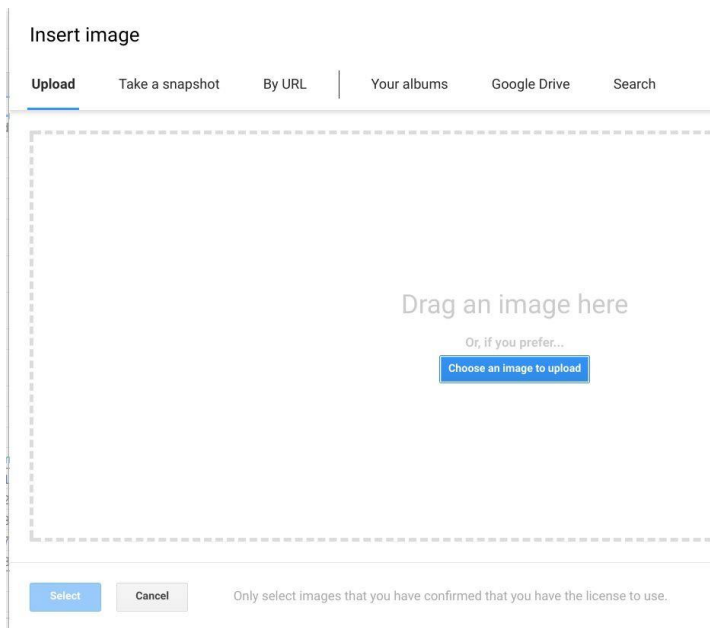 Insert image
Upload Take a snapshot By URL Your albums Google Drive Search
Drag an image here
Or, if you prefer...
Choose an image to upload
Select Cancel Only select images that you have confirmed that you have the license to use.